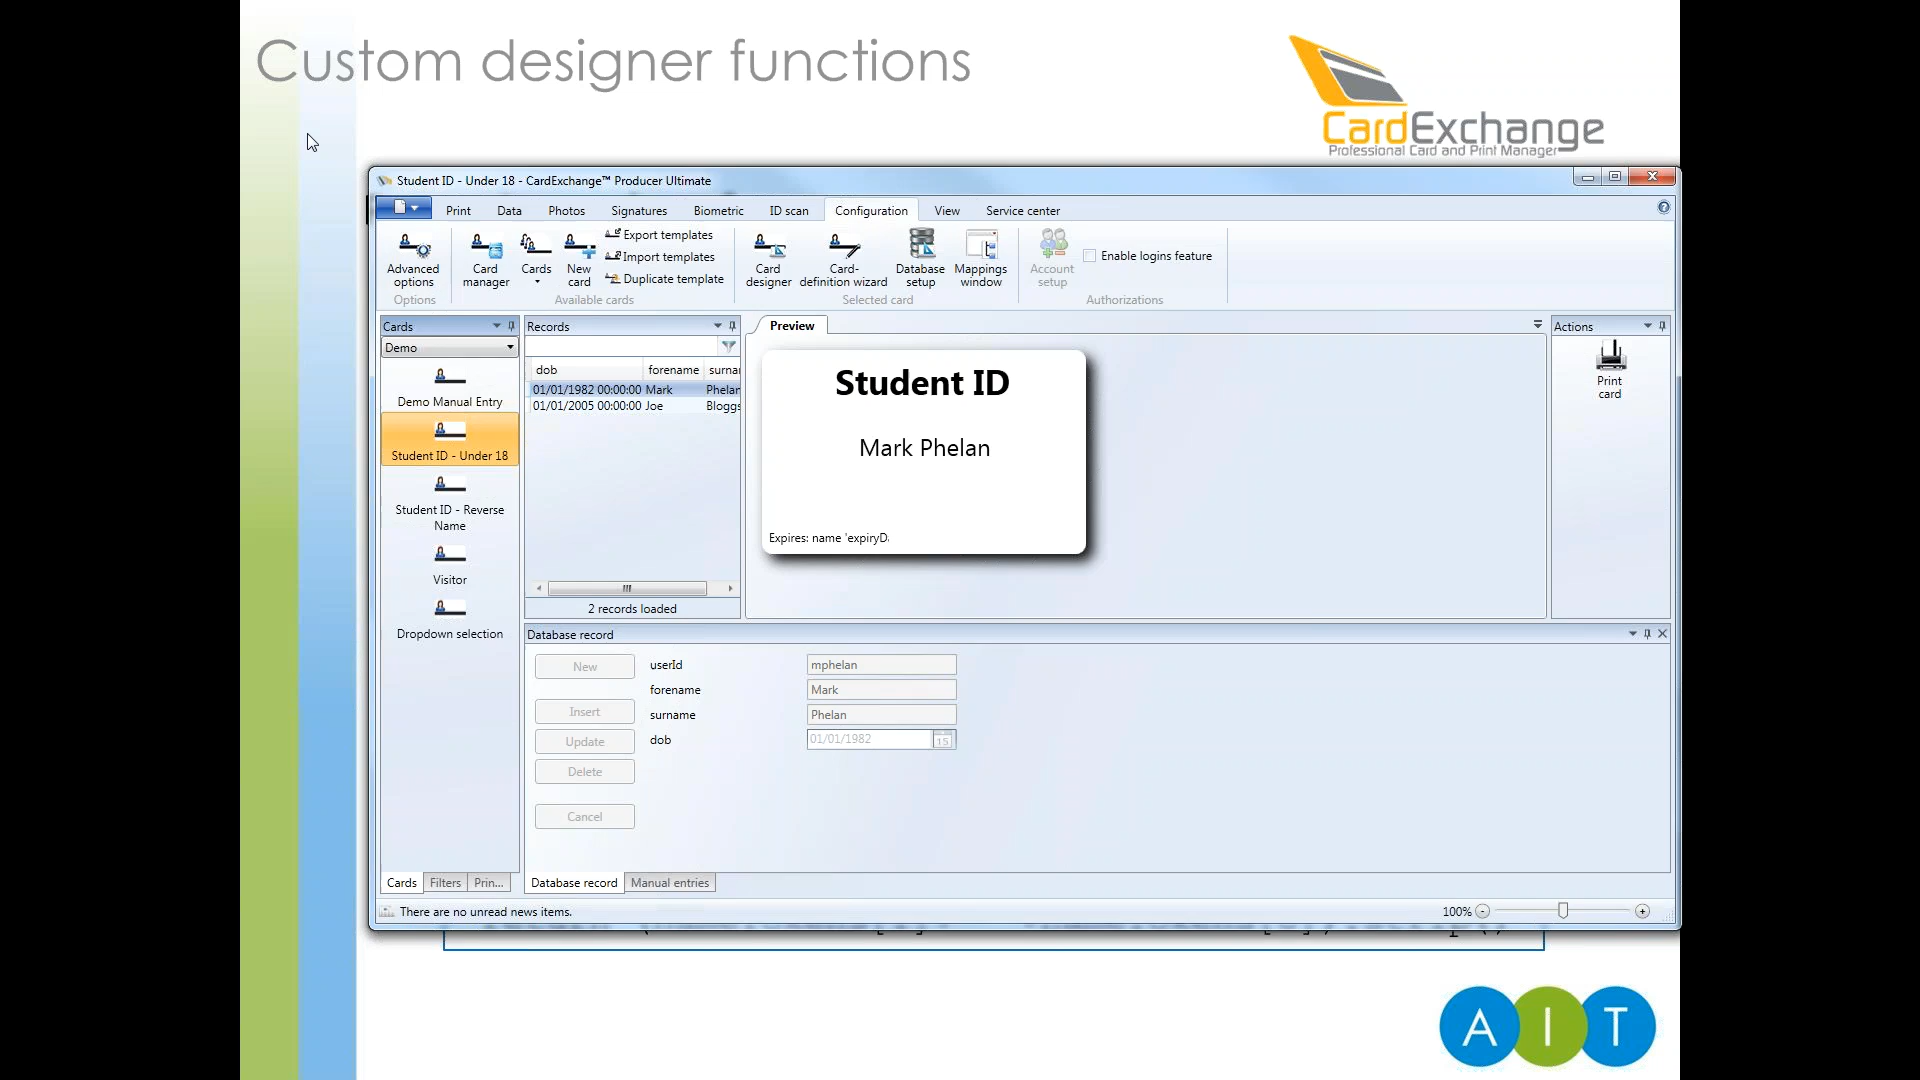 Custom designer functions
CardExchange
Professional Card and Print Manager
Student ID - Under 18 - CardExchange™ Producer Ultimate
Print Data Photos Signatures Biometric ID scan Configuration View Service center
Advanced options
Card manager
Cards
New card
Export templates
Import templates
Duplicate template
Card designer
Card-definition wizard
Database setup
Mappings window
Account setup
Enable logins feature
Options Available cards Selected card Authorizations
Cards
Demo
Demo Manual Entry
Student ID - Under 18
Student ID - Reverse
Name
Visitor
Dropdown selection
Records
dob forename surna
01/01/1982 00:00:00 Mark Phelan
01/01/2005 00:00:00 Joe Bloggs
2 records loaded
Preview
Student ID
Mark Phelan
Expires: name 'expiryD
Actions
Print
card
Database record
New
Insert
Update
Delete
Cancel
userId mphelan
forename Mark
surname Phelan
dob 01/01/1982 15
Cards Filters Prin...
Database record Manual entries
There are no unread news items.
100%
A I T